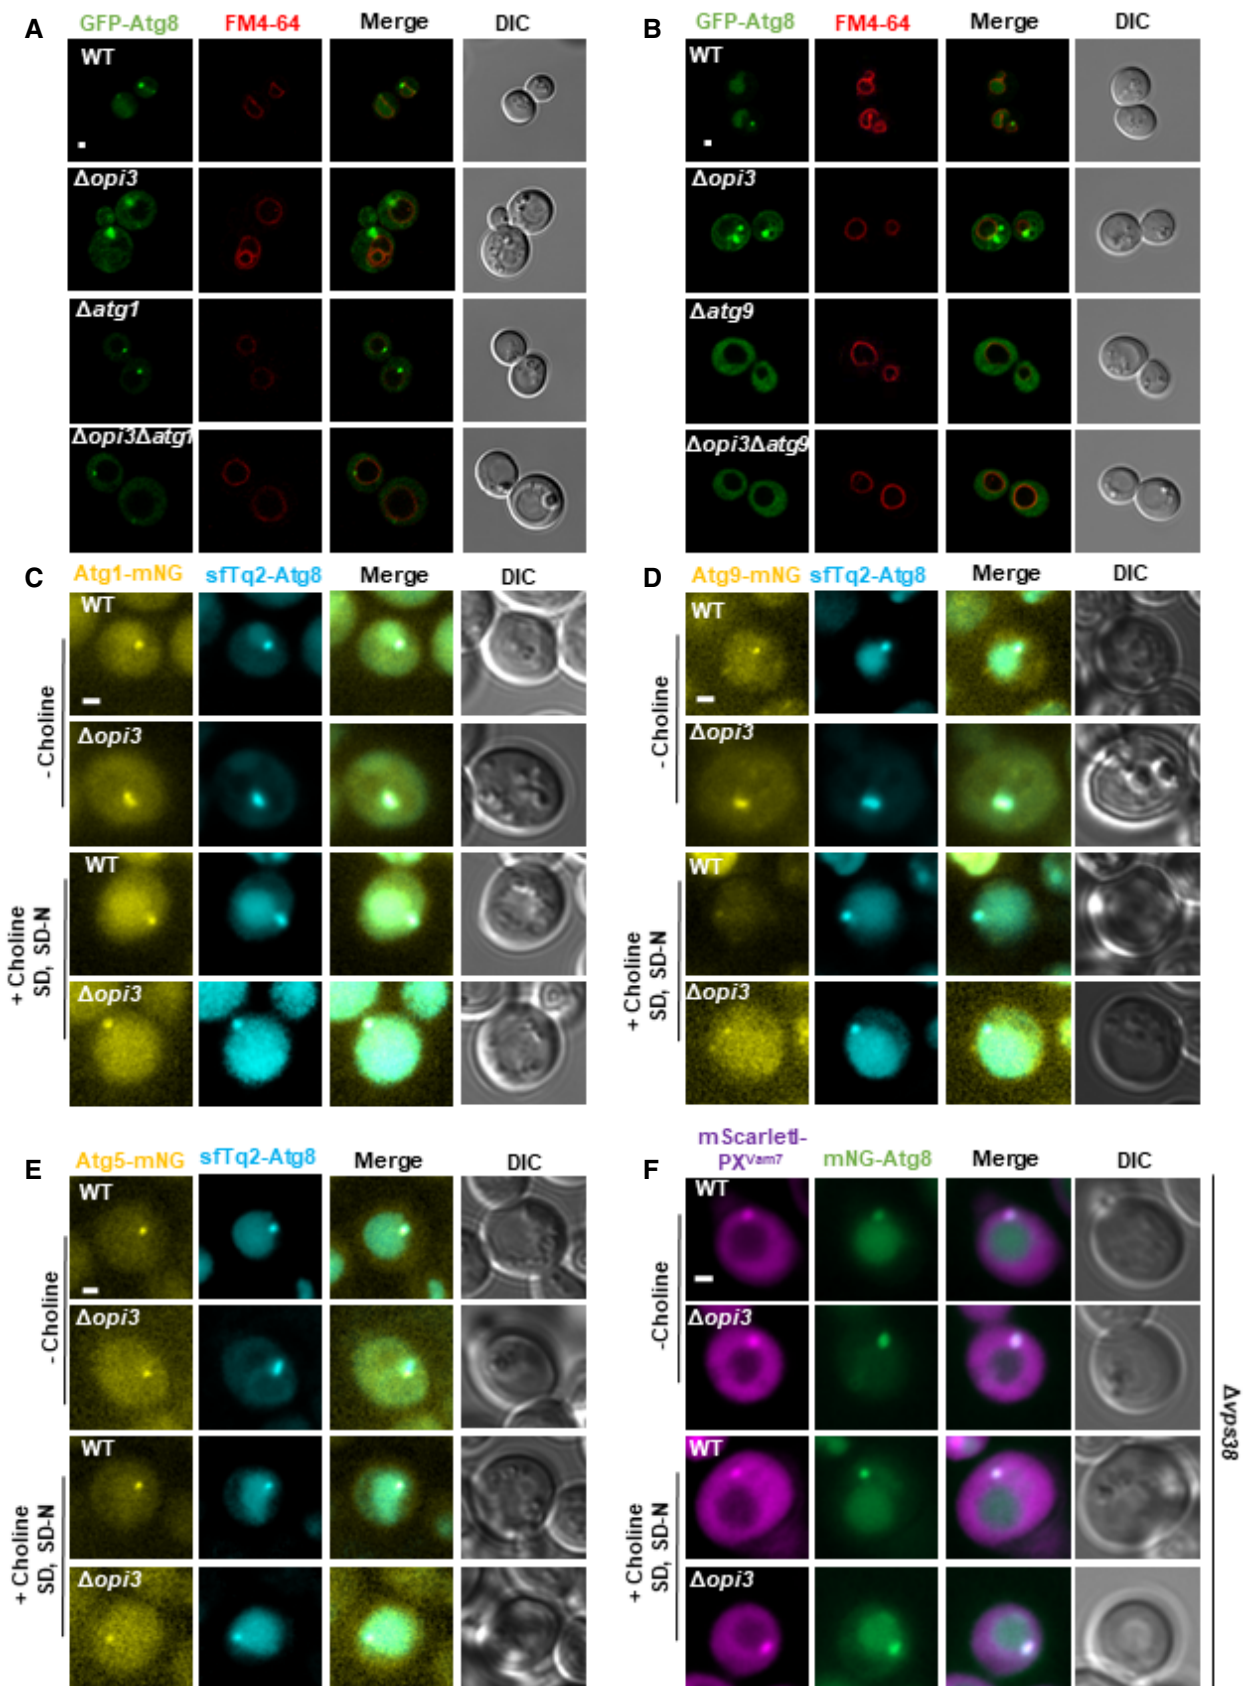 A
GFP-Atg8 FM4-64 Merge DIC
WT
Δopi3
Δatg1
Δopi3Δatg1
B
GFP-Atg8 FM4-64 Merge DIC
WT
Δopi3
Δatg9
Δopi3Δatg9
C
Atg1-mNG sfTq2-Atg8 Merge DIC
- Choline
WT
Δopi3
+ Choline
SD, SD-N
WT
Δopi3
D
Atg9-mNG sfTq2-Atg8 Merge DIC
- Choline
WT
Δopi3
+ Choline
SD, SD-N
WT
Δopi3
E
Atg5-mNG sfTq2-Atg8 Merge DIC
- Choline
WT
Δopi3
+ Choline
SD, SD-N
WT
Δopi3
F
mScarletI-
PXVam7 mNG-Atg8 Merge DIC
-Choline
WT
Δopi3
+ Choline
SD, SD-N
WT
Δopi3
Δvps38